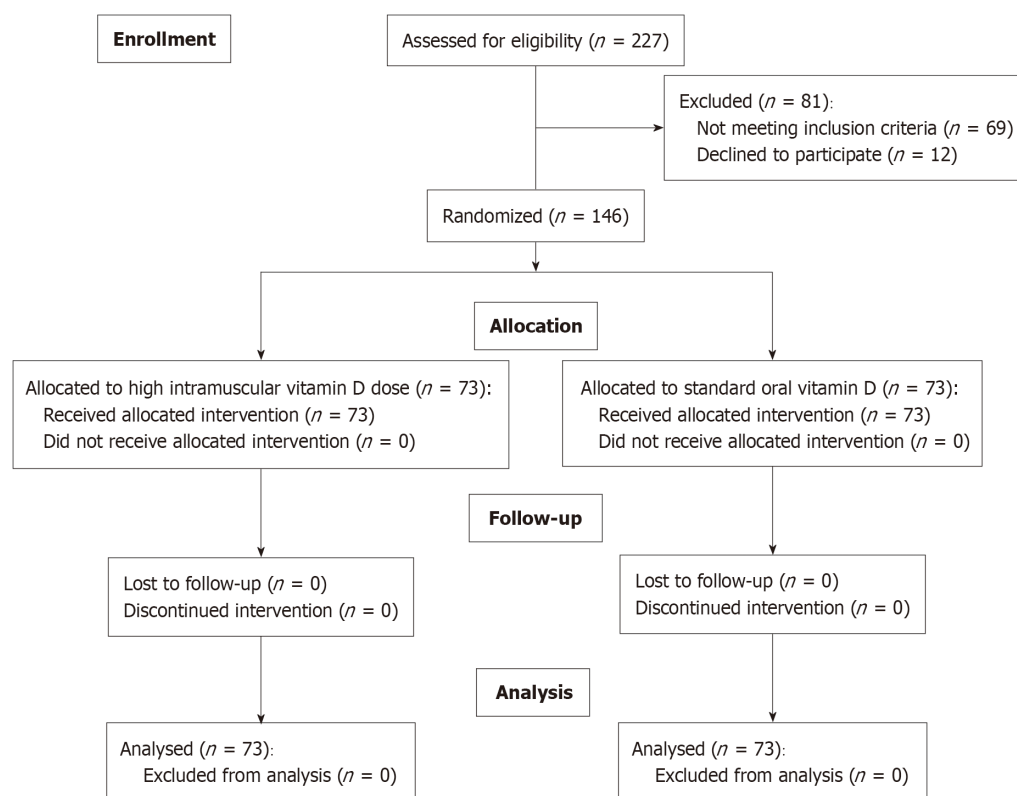 Enrollment
Assessed for eligibility (n = 227)
Excluded (n = 81):
Not meeting inclusion criteria (n = 69)
Declined to participate (n = 12)
Randomized (n = 146)
Allocation
Allocated to high intramuscular vitamin D dose (n = 73):
Received allocated intervention (n = 73)
Did not receive allocated intervention (n = 0)
Allocated to standard oral vitamin D (n = 73):
Received allocated intervention (n = 73)
Did not receive allocated intervention (n = 0)
Follow-up
Lost to follow-up (n = 0)
Discontinued intervention (n = 0)
Lost to follow-up (n = 0)
Discontinued intervention (n = 0)
Analysis
Analysed (n = 73):
Excluded from analysis (n = 0)
Analysed (n = 73):
Excluded from analysis (n = 0)